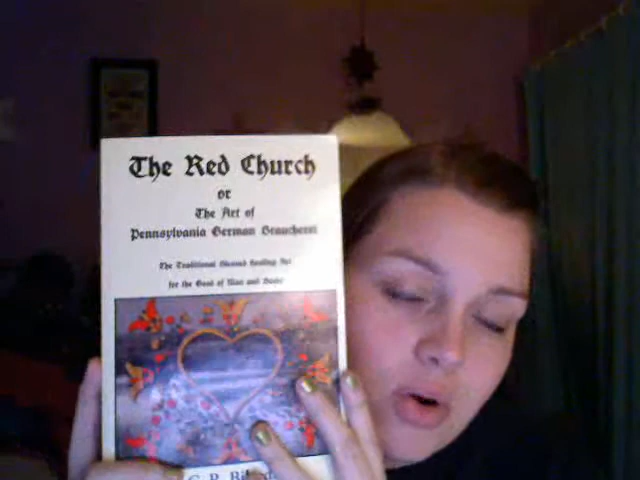 The Red Church
or
The Art of
Pennsylvania German Braucherei
The Traditional Blessed Healing Art
for the Good of Man and Beast
C. R.